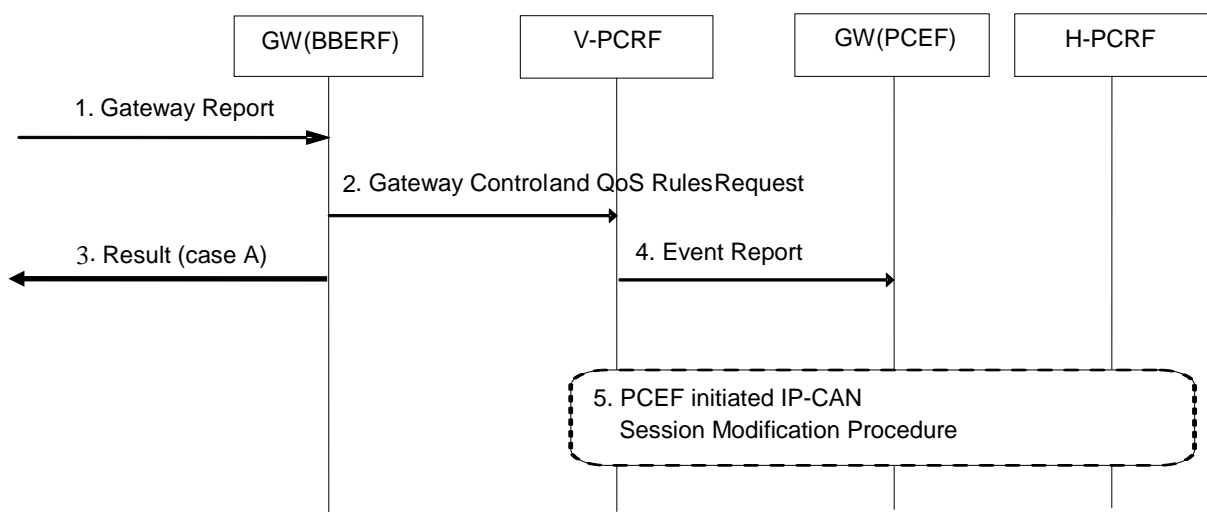 GW(BBERF)
V-PCRF
GW(PCEF)
H-PCRF
1. Gateway Report
2. Gateway Controland QoS RulesRequest
3. Result (case A)
4. Event Report
5. PCEF initiated IP-CAN
Session Modification Procedure